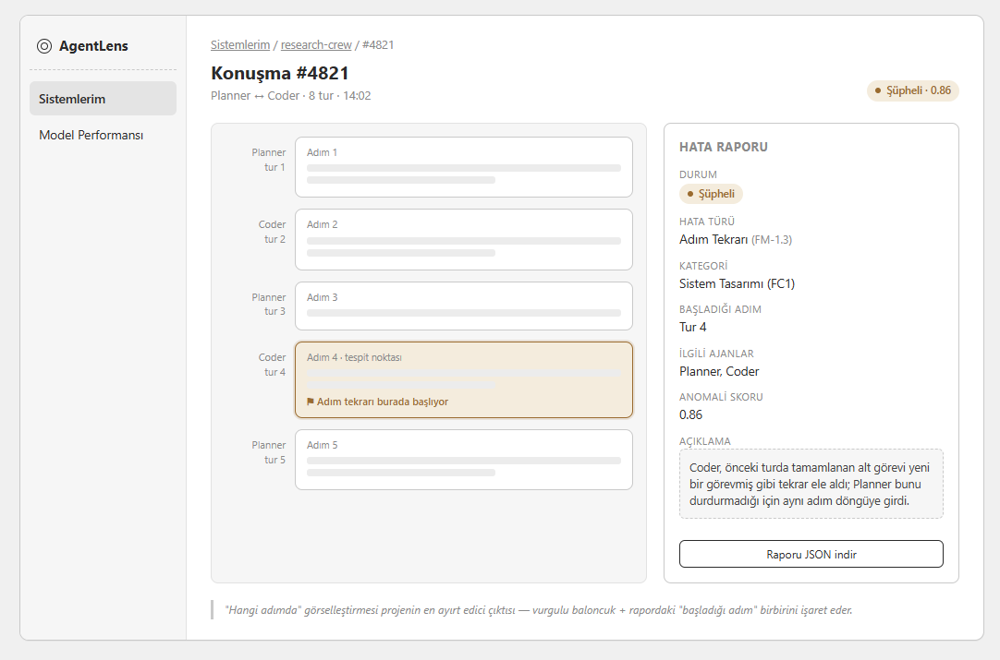 AgentLens
Sistemlerim
Model Performansı
Sistemlerim / research-crew / #4821
Konuşma #4821
Planner ↔ Coder · 8 tur · 14:02
Şüpheli · 0.86
Planner
tur 1
Adım 1
Coder
tur 2
Adım 2
Planner
tur 3
Adım 3
Coder
tur 4
Adım 4 · tespit noktası
Adım tekrarı burada başlıyor
Planner
tur 5
Adım 5
HATA RAPORU
DURUM
Şüpheli
HATA TÜRÜ
Adım Tekrarı (FM-1.3)
KATEGORİ
Sistem Tasarımı (FC1)
BAŞLADIĞI ADIM
Tur 4
İLGİLİ AJANLAR
Planner, Coder
ANOMALİ SKORU
0.86
AÇIKLAMA
Coder, önceki turda tamamlanan alt görevi yeni
bir görevmiş gibi tekrar ele aldı; Planner bunu
durdurmadığı için aynı adım döngüye girdi.
Raporu JSON indir
"Hangi adımda" görselleştirmesi projenin en ayırt edici çıktısı — vurgulu baloncuk + rapordaki "başladığı adım" birbirini işaret eder.